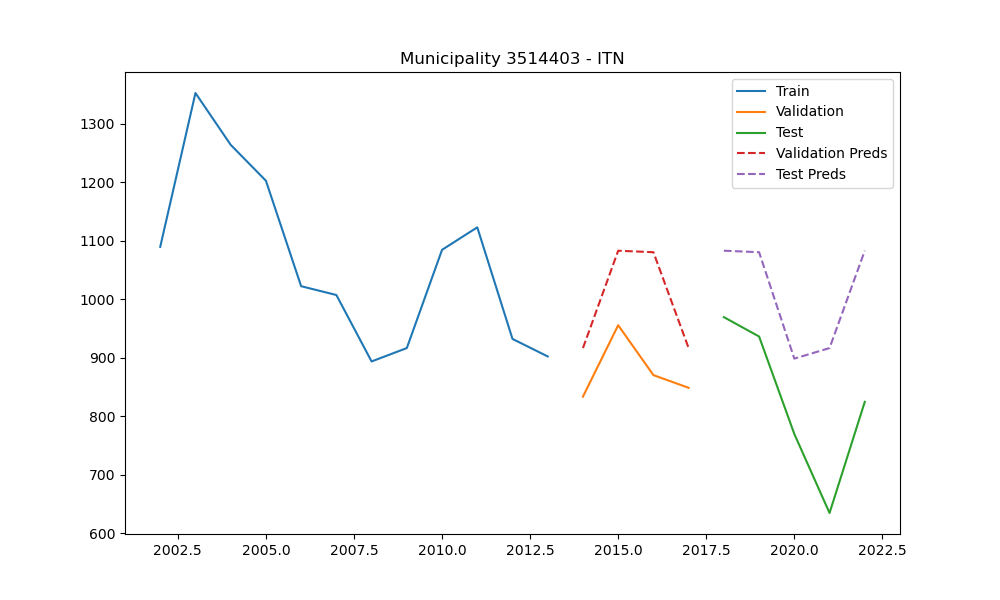 Municipality 3514403 - ITN
Train
Validation
Test
Validation Preds
Test Preds
1300
1200
1100
1000
900
800
700
600
2002.5 2005.0 2007.5 2010.0 2012.5 2015.0 2017.5 2020.0 2022.5